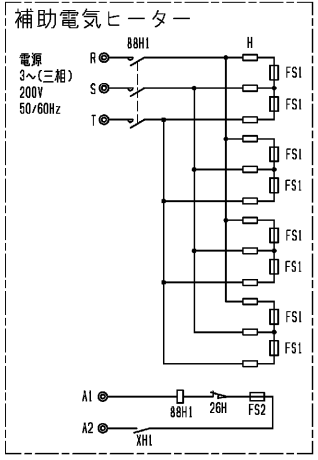 補助電気ヒーター
電源
3~(三相)
200V
50/60Hz
88H1
H
R
S
T
FS1
FS1
FS1
FS1
FS1
FS1
FS1
FS1
A1
88H1
26H
FS2
A2
XH1